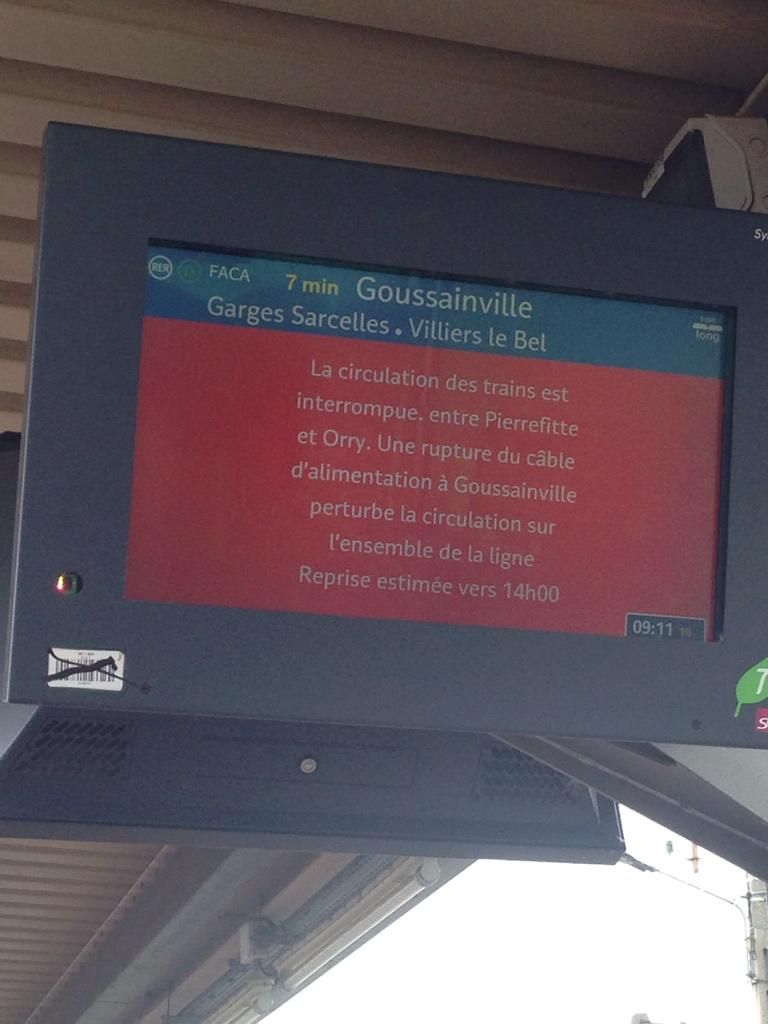 Sy
RER D FACA 7 min Goussainville
Garges Sarcelles • Villiers le Bel
long
La circulation des trains est
interrompue. entre Pierrefitte
et Orry. Une rupture du câble
d'alimentation à Goussainville
perturbe la circulation sur
l'ensemble de la ligne
Reprise estimée vers 14h00
09:11
T
S